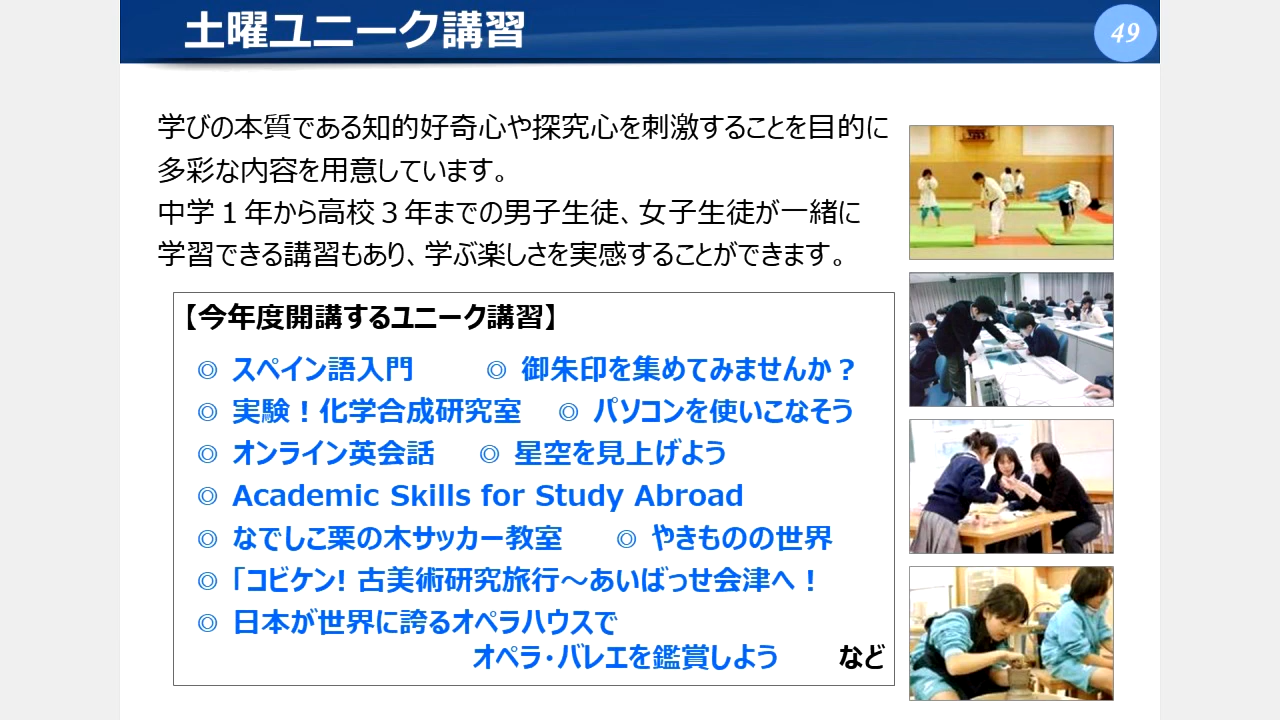 土曜ユニーク講習
49
学びの本質である知的好奇心や探究心を刺激することを目的に
多彩な内容を用意しています。
中学１年から高校３年までの男子生徒、女子生徒が一緒に
学習できる講習もあり、学ぶ楽しさを実感することができます。
【今年度開講するユニーク講習】
◎ スペイン語入門 ◎ 御朱印を集めてみませんか？
◎ 実験！化学合成研究室 ◎ パソコンを使いこなそう
◎ オンライン英会話 ◎ 星空を見上げよう
◎ Academic Skills for Study Abroad
◎ なでしこ栗の木サッカー教室 ◎ やきものの世界
◎ 「コビケン! 古美術研究旅行～あいばっせ会津へ！
◎ 日本が世界に誇るオペラハウスで
オペラ・バレエを鑑賞しよう など